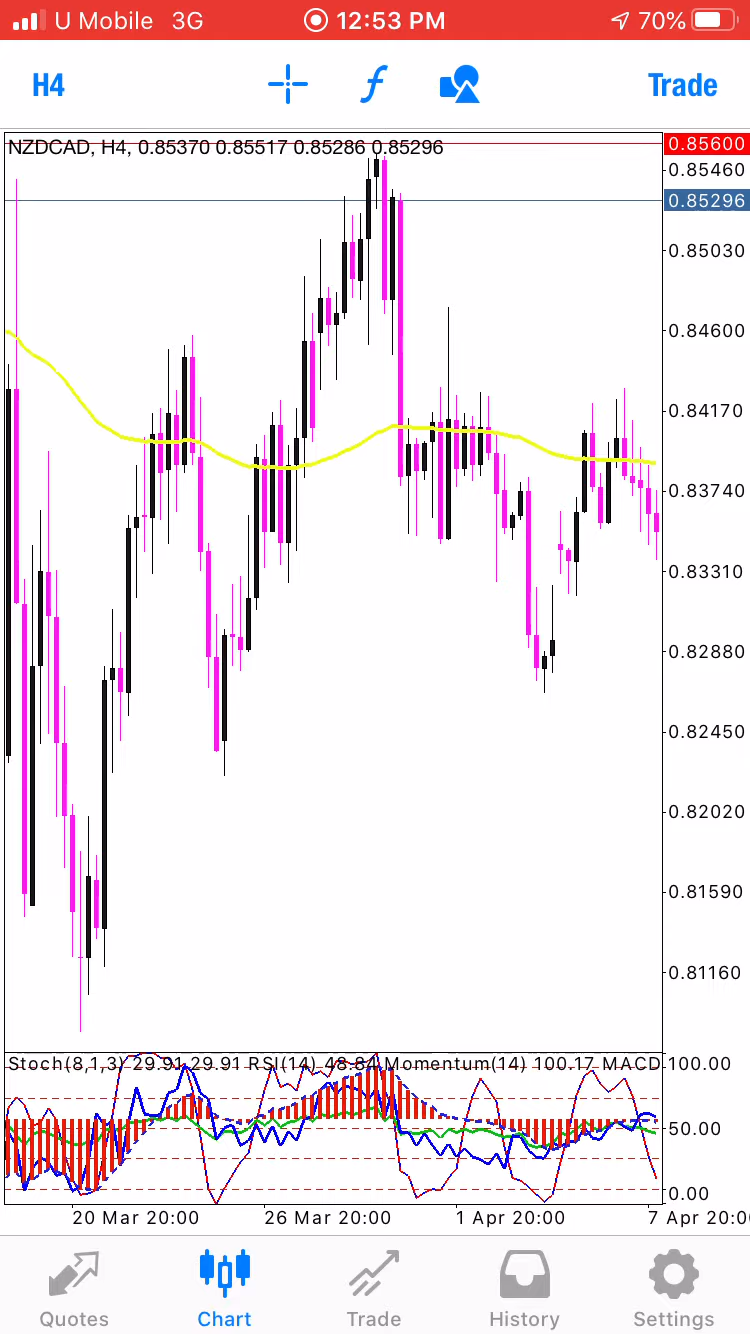 U Mobile 3G 12:53 PM 70%
H4 f Trade
NZDCAD, H4, 0.85370 0.85517 0.85286 0.85296
0.85600
0.85460
0.85296
0.85030
0.84600
0.84170
0.83740
0.83310
0.82880
0.82450
0.82020
0.81590
0.81160
Stoch(8,1,3) 29.91 29.91 RSI(14) 48.84 Momentum(14) 100.17 MACD 100.00
50.00
0.00
20 Mar 20:00 26 Mar 20:00 1 Apr 20:00 7 Apr 20:0
Quotes Chart Trade History Settings